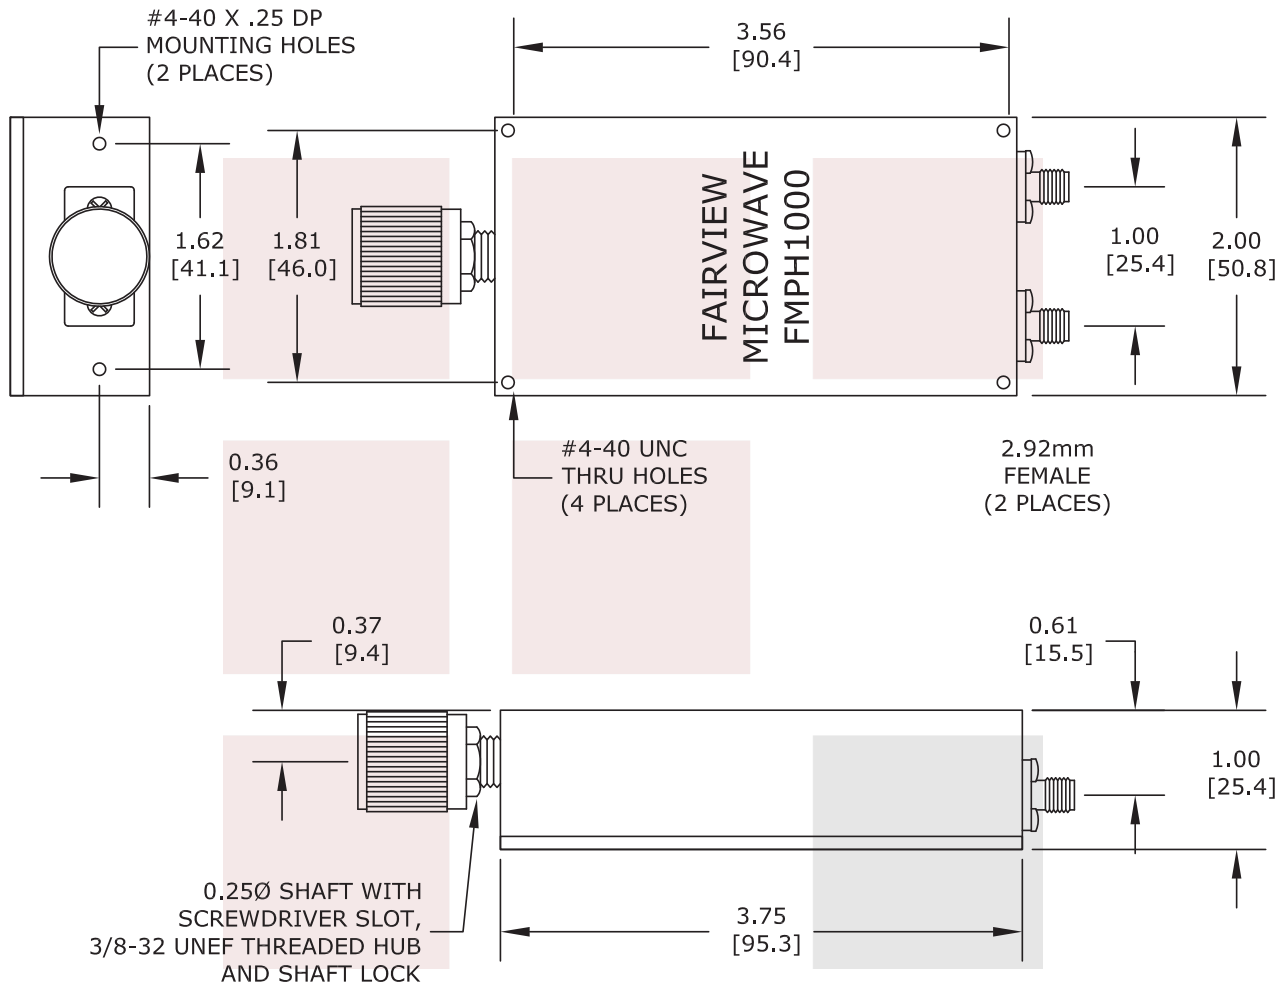 #4-40 X .25 DP
MOUNTING HOLES
(2 PLACES)
3.56
[90.4]
1.62
[41.1]
1.81
[46.0]
FAIRVIEW
MICROWAVE
FMPH1000
1.00
[25.4]
2.00
[50.8]
0.36
[9.1]
#4-40 UNC
THRU HOLES
(4 PLACES)
2.92mm
FEMALE
(2 PLACES)
0.37
[9.4]
0.61
[15.5]
1.00
[25.4]
0.25Ø SHAFT WITH
SCREWDRIVER SLOT,
3/8-32 UNEF THREADED HUB
AND SHAFT LOCK
3.75
[95.3]